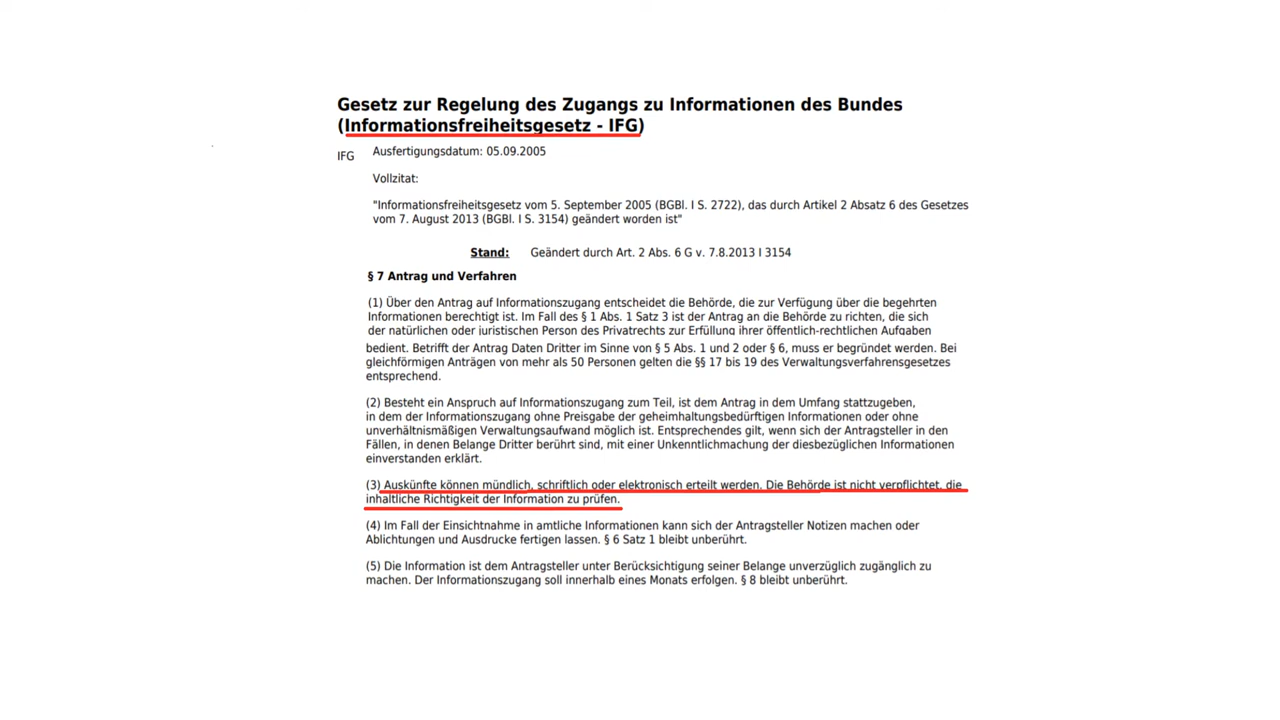 Gesetz zur Regelung des Zugangs zu Informationen des Bundes
(Informationsfreiheitsgesetz - IFG)
IFG
Ausfertigungsdatum: 05.09.2005
Vollzitat:
"Informationsfreiheitsgesetz vom 5. September 2005 (BGBl. I S. 2722), das durch Artikel 2 Absatz 6 des Gesetzes
vom 7. August 2013 (BGBl. I S. 3154) geändert worden ist"
Stand: Geändert durch Art. 2 Abs. 6 G v. 7.8.2013 I 3154
§ 7 Antrag und Verfahren
(1) Über den Antrag auf Informationszugang entscheidet die Behörde, die zur Verfügung über die begehrten
Informationen berechtigt ist. Im Fall des § 1 Abs. 1 Satz 3 ist der Antrag an die Behörde zu richten, die sich
der natürlichen oder juristischen Person des Privatrechts zur Erfüllung ihrer öffentlich-rechtlichen Aufgaben
bedient. Betrifft der Antrag Daten Dritter im Sinne von § 5 Abs. 1 und 2 oder § 6, muss er begründet werden. Bei
gleichförmigen Anträgen von mehr als 50 Personen gelten die §§ 17 bis 19 des Verwaltungsverfahrensgesetzes
entsprechend.
(2) Besteht ein Anspruch auf Informationszugang zum Teil, ist dem Antrag in dem Umfang stattzugeben,
in dem der Informationszugang ohne Preisgabe der geheimhaltungsbedürftigen Informationen oder ohne
unverhältnismäßigen Verwaltungsaufwand möglich ist. Entsprechendes gilt, wenn sich der Antragsteller in den
Fällen, in denen Belange Dritter berührt sind, mit einer Unkenntlichmachung der diesbezüglichen Informationen
einverstanden erklärt.
(3) Auskünfte können mündlich, schriftlich oder elektronisch erteilt werden. Die Behörde ist nicht verpflichtet, die
inhaltliche Richtigkeit der Information zu prüfen.
(4) Im Fall der Einsichtnahme in amtliche Informationen kann sich der Antragsteller Notizen machen oder
Ablichtungen und Ausdrucke fertigen lassen. § 6 Satz 1 bleibt unberührt.
(5) Die Information ist dem Antragsteller unter Berücksichtigung seiner Belange unverzüglich zugänglich zu
machen. Der Informationszugang soll innerhalb eines Monats erfolgen. § 8 bleibt unberührt.